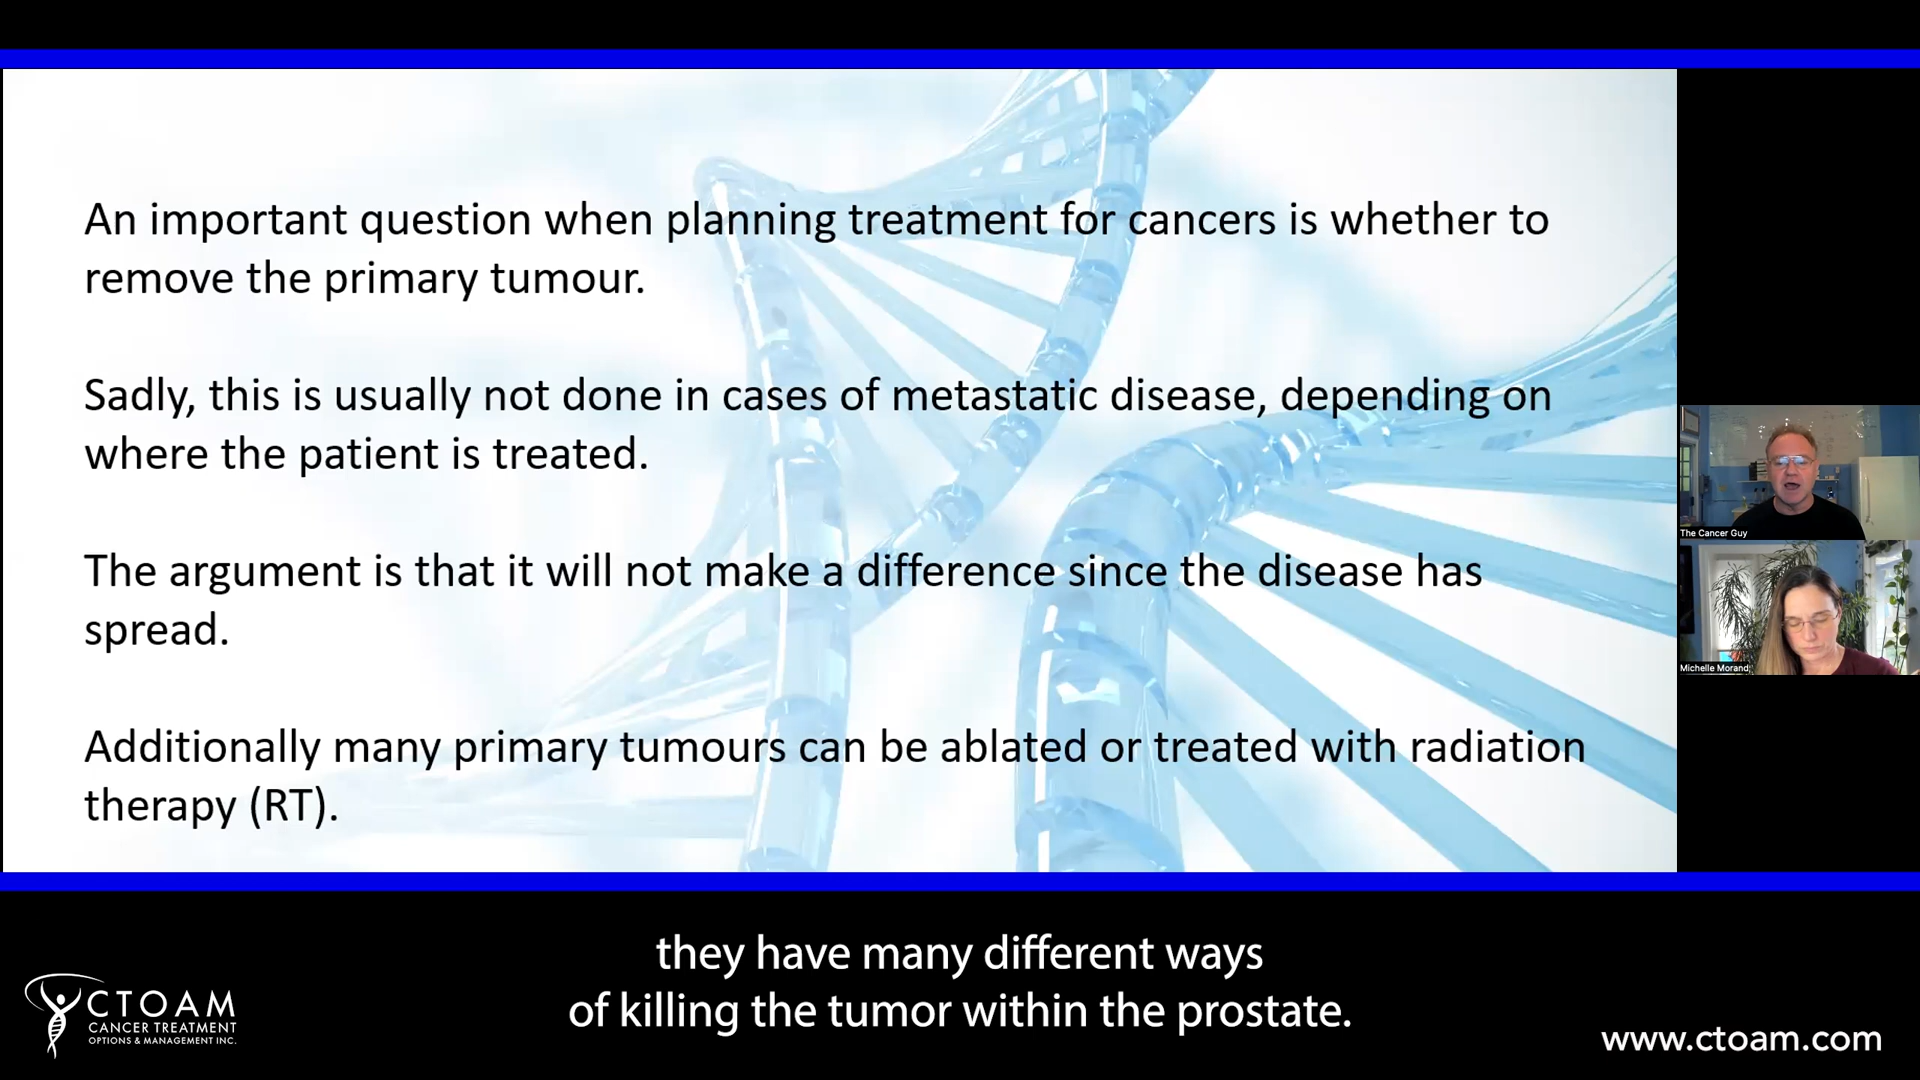 An important question when planning treatment for cancers is whether to
remove the primary tumour.
Sadly, this is usually not done in cases of metastatic disease, depending on
where the patient is treated.
The argument is that it will not make a difference since the disease has
spread.
Additionally many primary tumours can be ablated or treated with radiation
therapy (RT).
The Cancer Guy
Michelle Morand
they have many different ways
of killing the tumor within the prostate.
CTOAM
CANCER TREATMENT
OPTIONS & MANAGEMENT INC.
www.ctoam.com